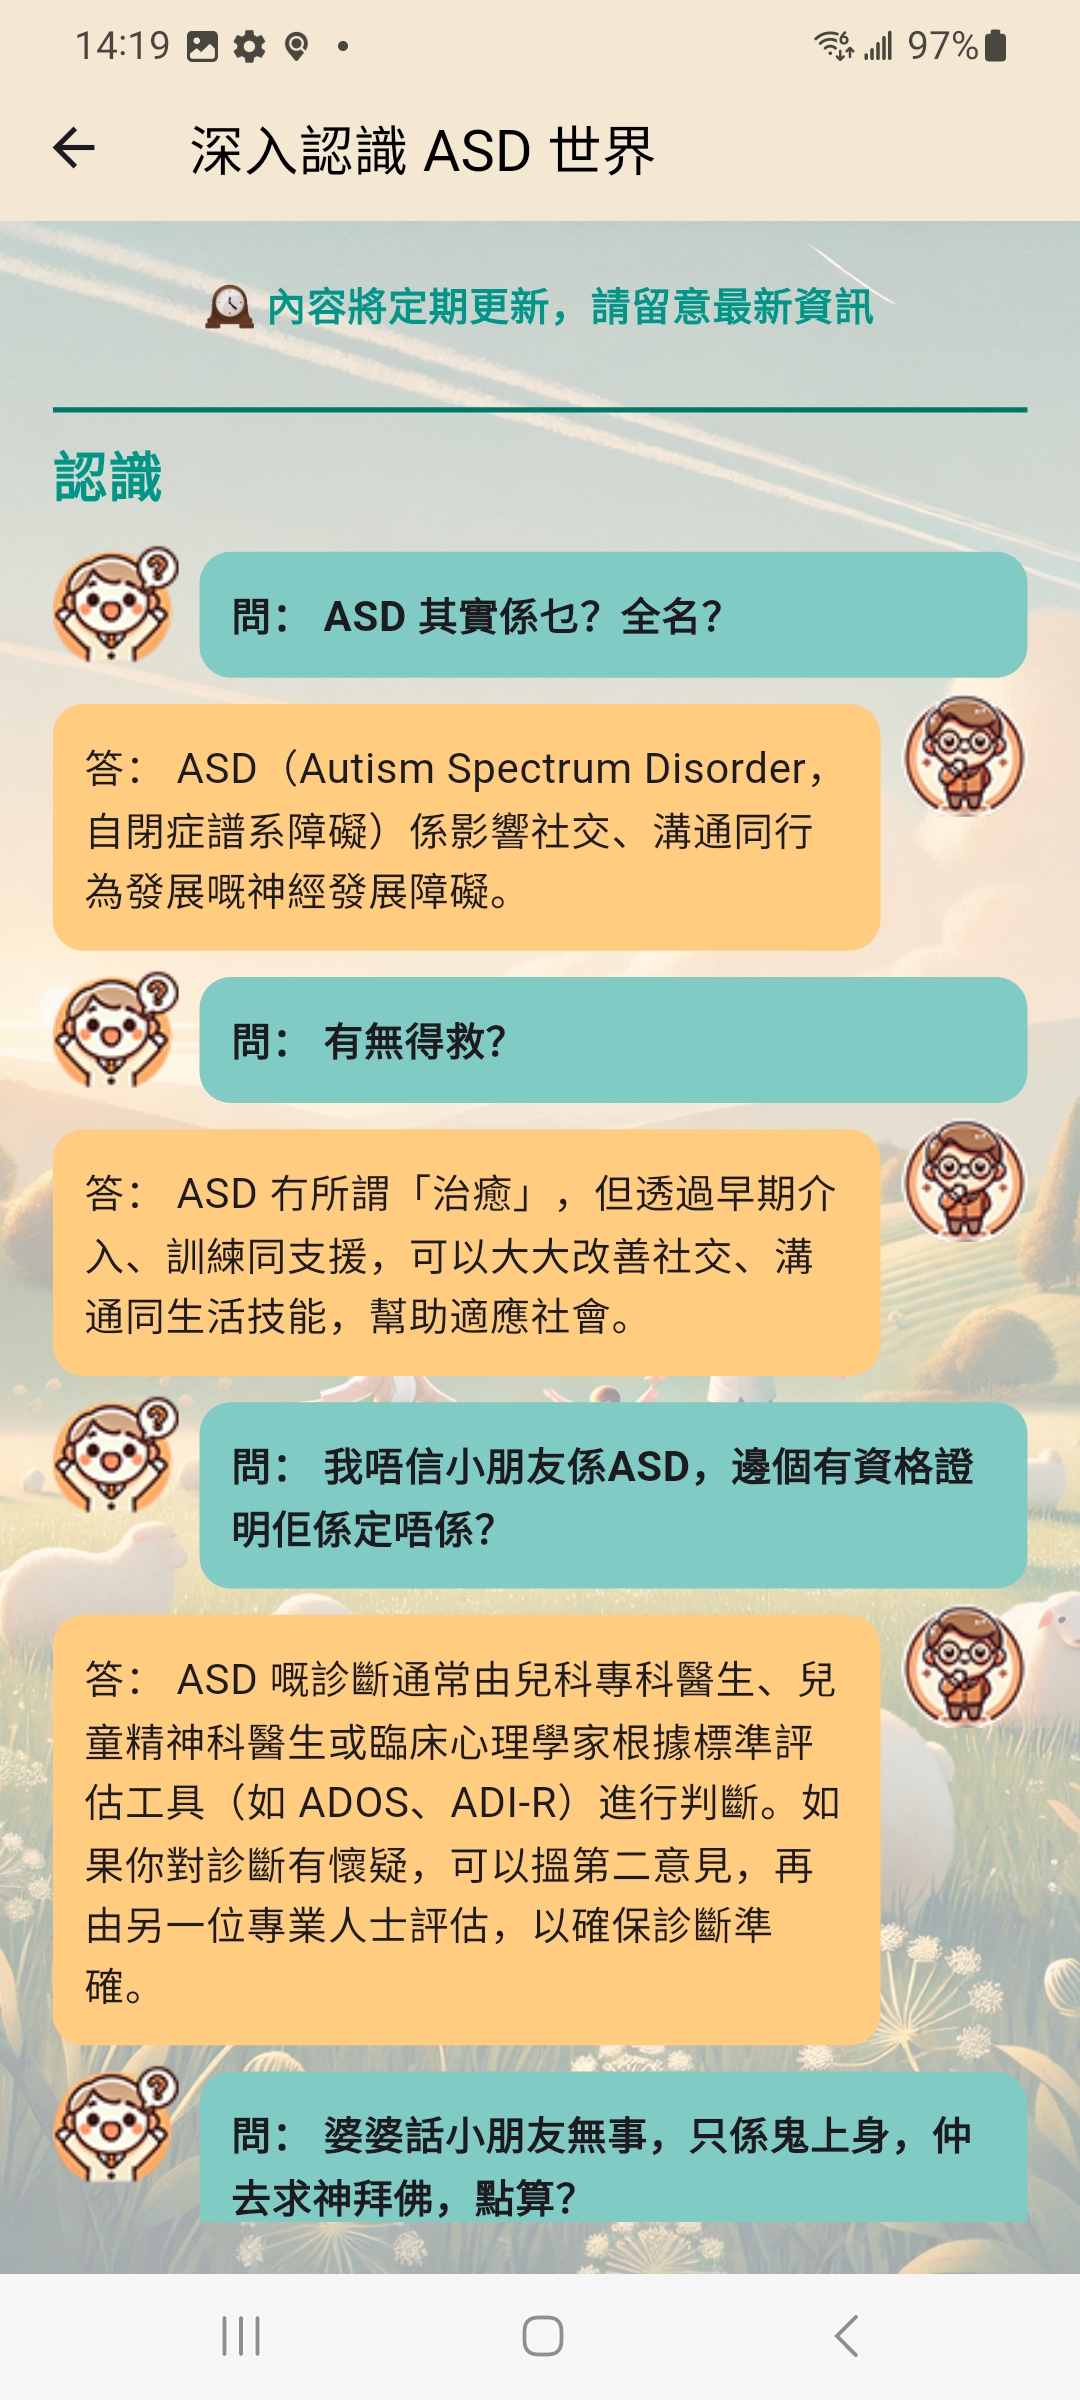 14:19
6
97%
深入認識 ASD 世界
內容將定期更新，請留意最新資訊
認識
?
問： ASD 其實係乜？全名？
答： ASD（Autism Spectrum Disorder，
自閉症譜系障礙）係影響社交、溝通同行
為發展嘅神經發展障礙。
?
問： 有無得救？
答： ASD 冇所謂「治癒」，但透過早期介
入、訓練同支援，可以大大改善社交、溝
通同生活技能，幫助適應社會。
?
問： 我唔信小朋友係ASD，邊個有資格證
明佢係定唔係？
答： ASD 嘅診斷通常由兒科專科醫生、兒
童精神科醫生或臨床心理學家根據標準評
估工具（如 ADOS、ADI-R）進行判斷。如
果你對診斷有懷疑，可以搵第二意見，再
由另一位專業人士評估，以確保診斷準
確。
?
問： 婆婆話小朋友無事，只係鬼上身，仲
去求神拜佛，點算？